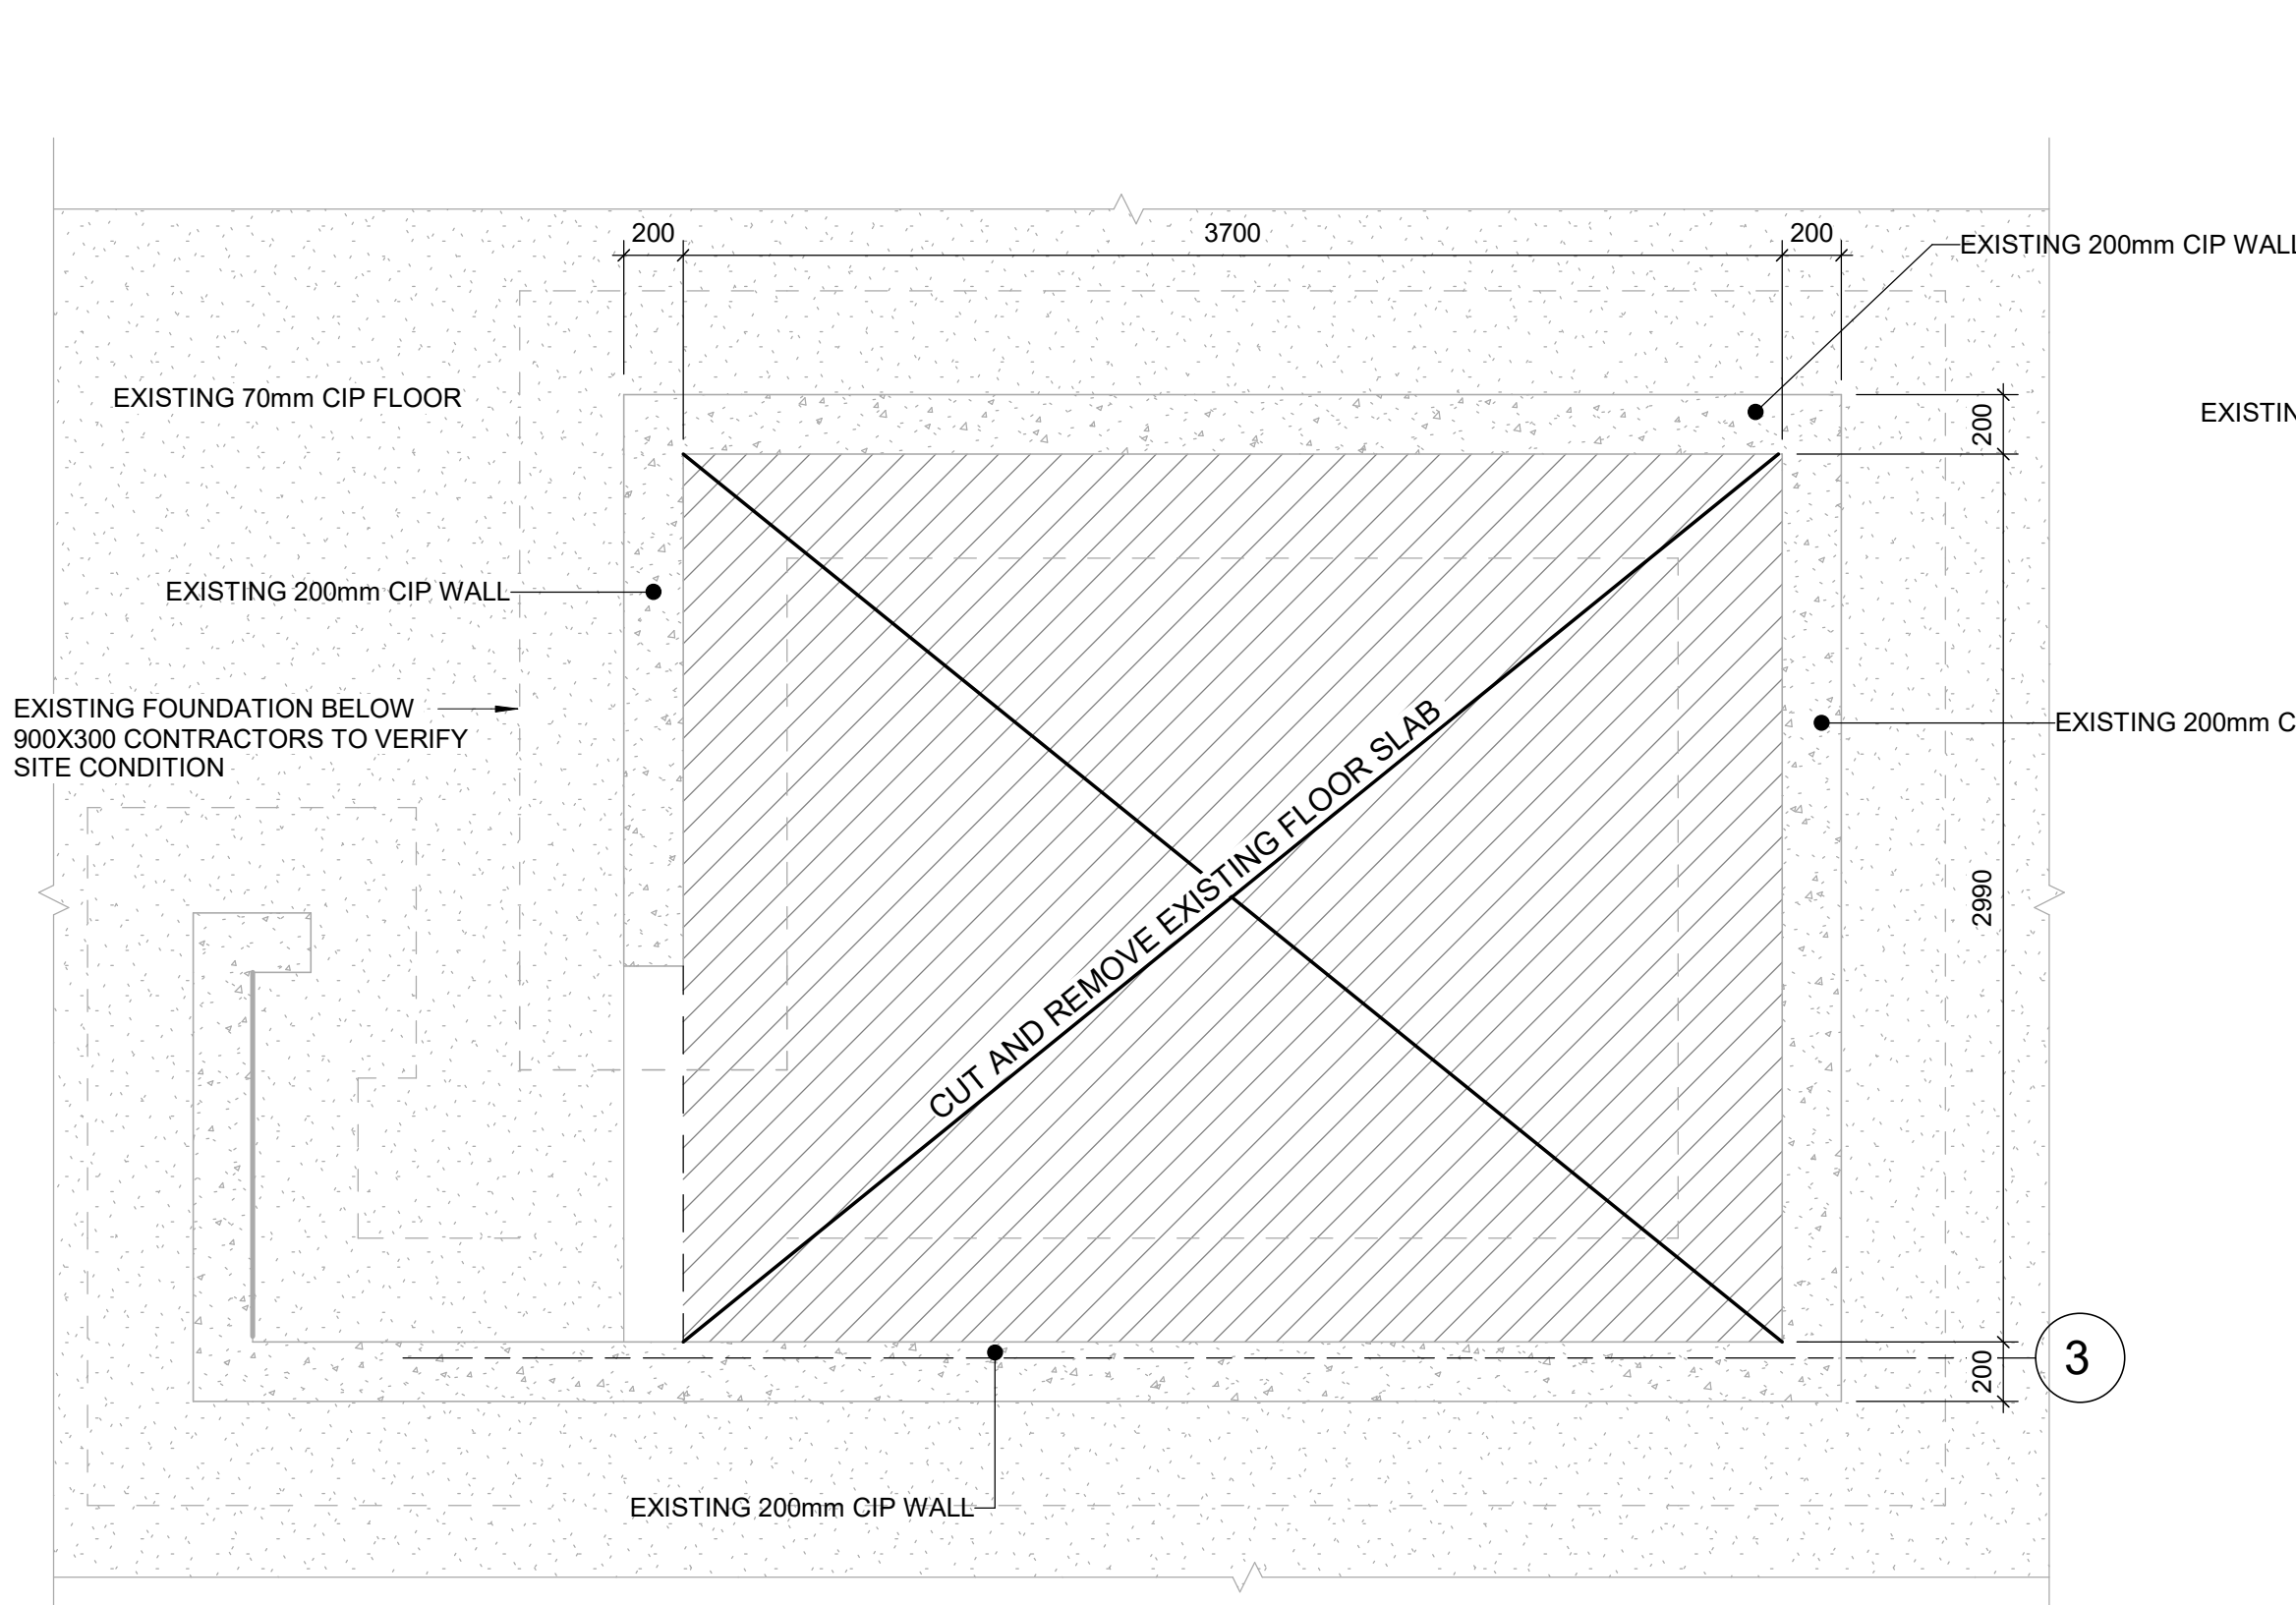 200
3700
200
EXISTING 200mm CIP WALL
EXISTING 70mm CIP FLOOR
200
EXISTING 200mm CIP WALL
EXISTING FOUNDATION BELOW
900X300 CONTRACTORS TO VERIFY
SITE CONDITION
EXISTING 200mm C
CUT AND REMOVE EXISTING FLOOR SLAB
2990
200
3
EXISTING 200mm CIP WALL